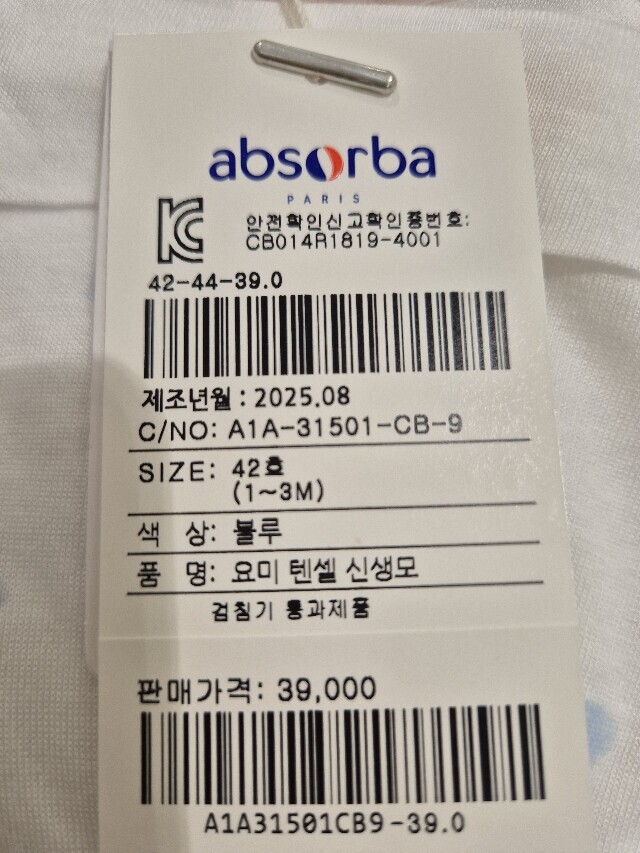 absorba
PARIS
안전확인신고확인증번호:
CB014R1819-4001
42-44-39.0
제조년월 : 2025.08
C/NO: A1A-31501-CB-9
SIZE: 42호
(1~3M)
색 상: 블루
품 명: 요미 텐셀 신생모
검침기 통과제품
판매가격: 39,000
A1A31501CB9-39.0